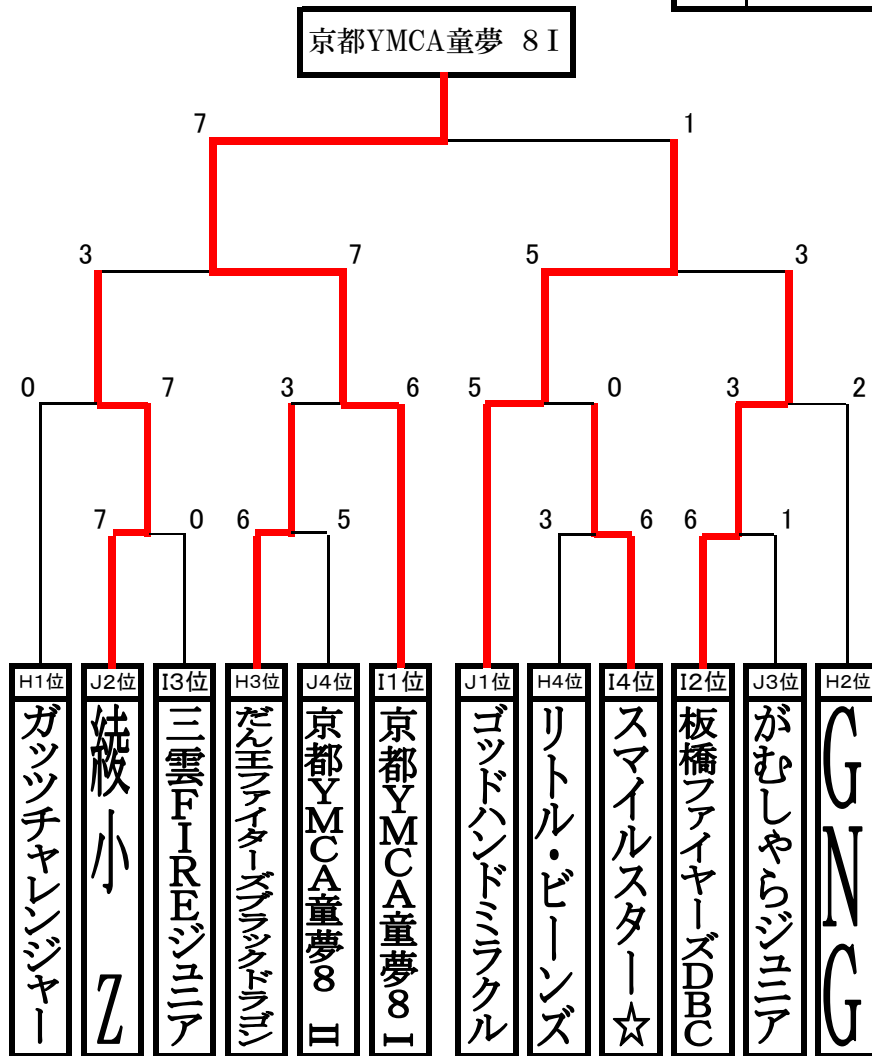 京都YMCA童夢 8Ⅰ
7 1
3 7 5 3
0 7 3 6 5 0 3 2
7 0 6 5 3 6 6 1
H1位 J2位 I3位 H3位 J4位 I1位 J1位 H4位 I4位 I2位 J3位 H2位
ガッツチャレンジャー
綾小 Z
三雲FIREジュニア
だん王ファイターズブラックドラゴン
京都YMCA童夢8 Ⅱ
京都YMCA童夢8 Ⅰ
ゴッドハンドミラクル
リトル・ビーンズ
スマイルスター☆
板橋ファイヤーズDBC
がむしゃらジュニア
GNG